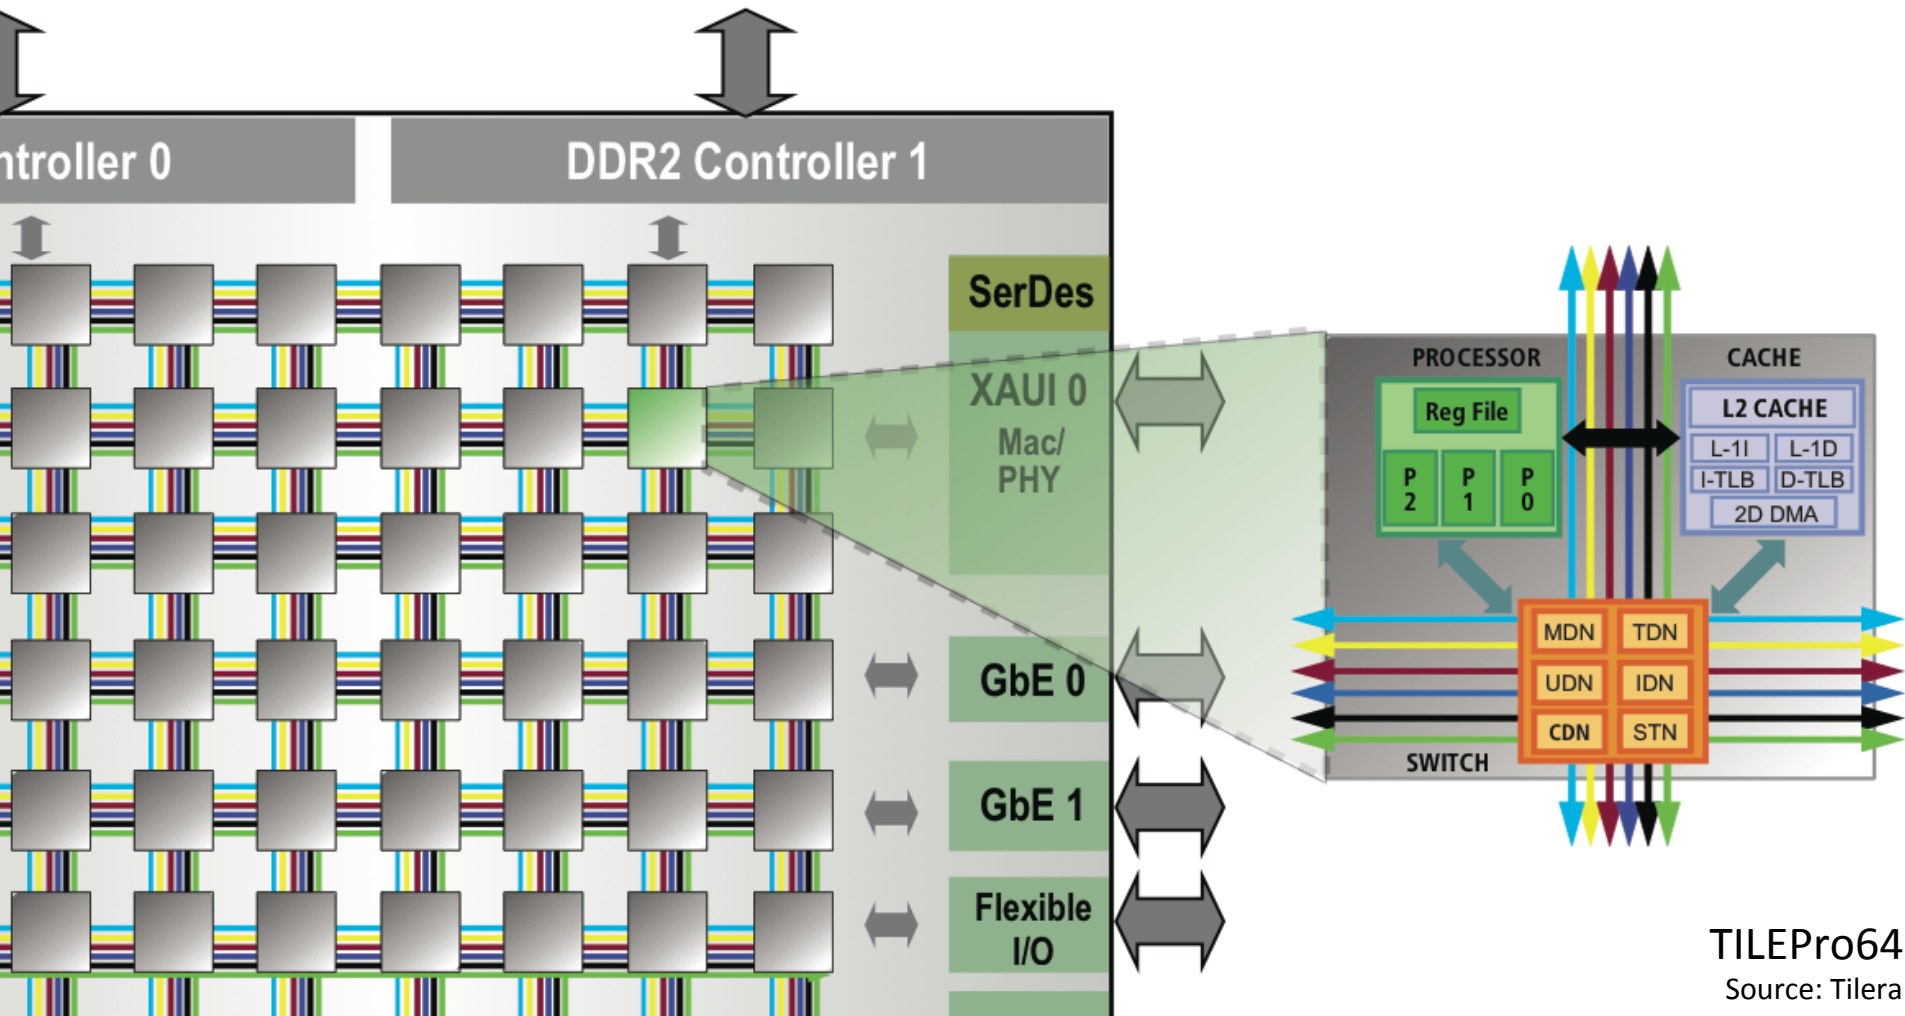 ntroller 0
DDR2 Controller 1
SerDes
XAUI 0
Mac/
PHY
GbE 0
GbE 1
Flexible
I/O
PROCESSOR
Reg File
P
2
P
1
P
0
CACHE
L2 CACHE
L-1I
L-1D
I-TLB
D-TLB
2D DMA
MDN
TDN
UDN
IDN
CDN
STN
SWITCH
TILEPro64
Source: Tilera